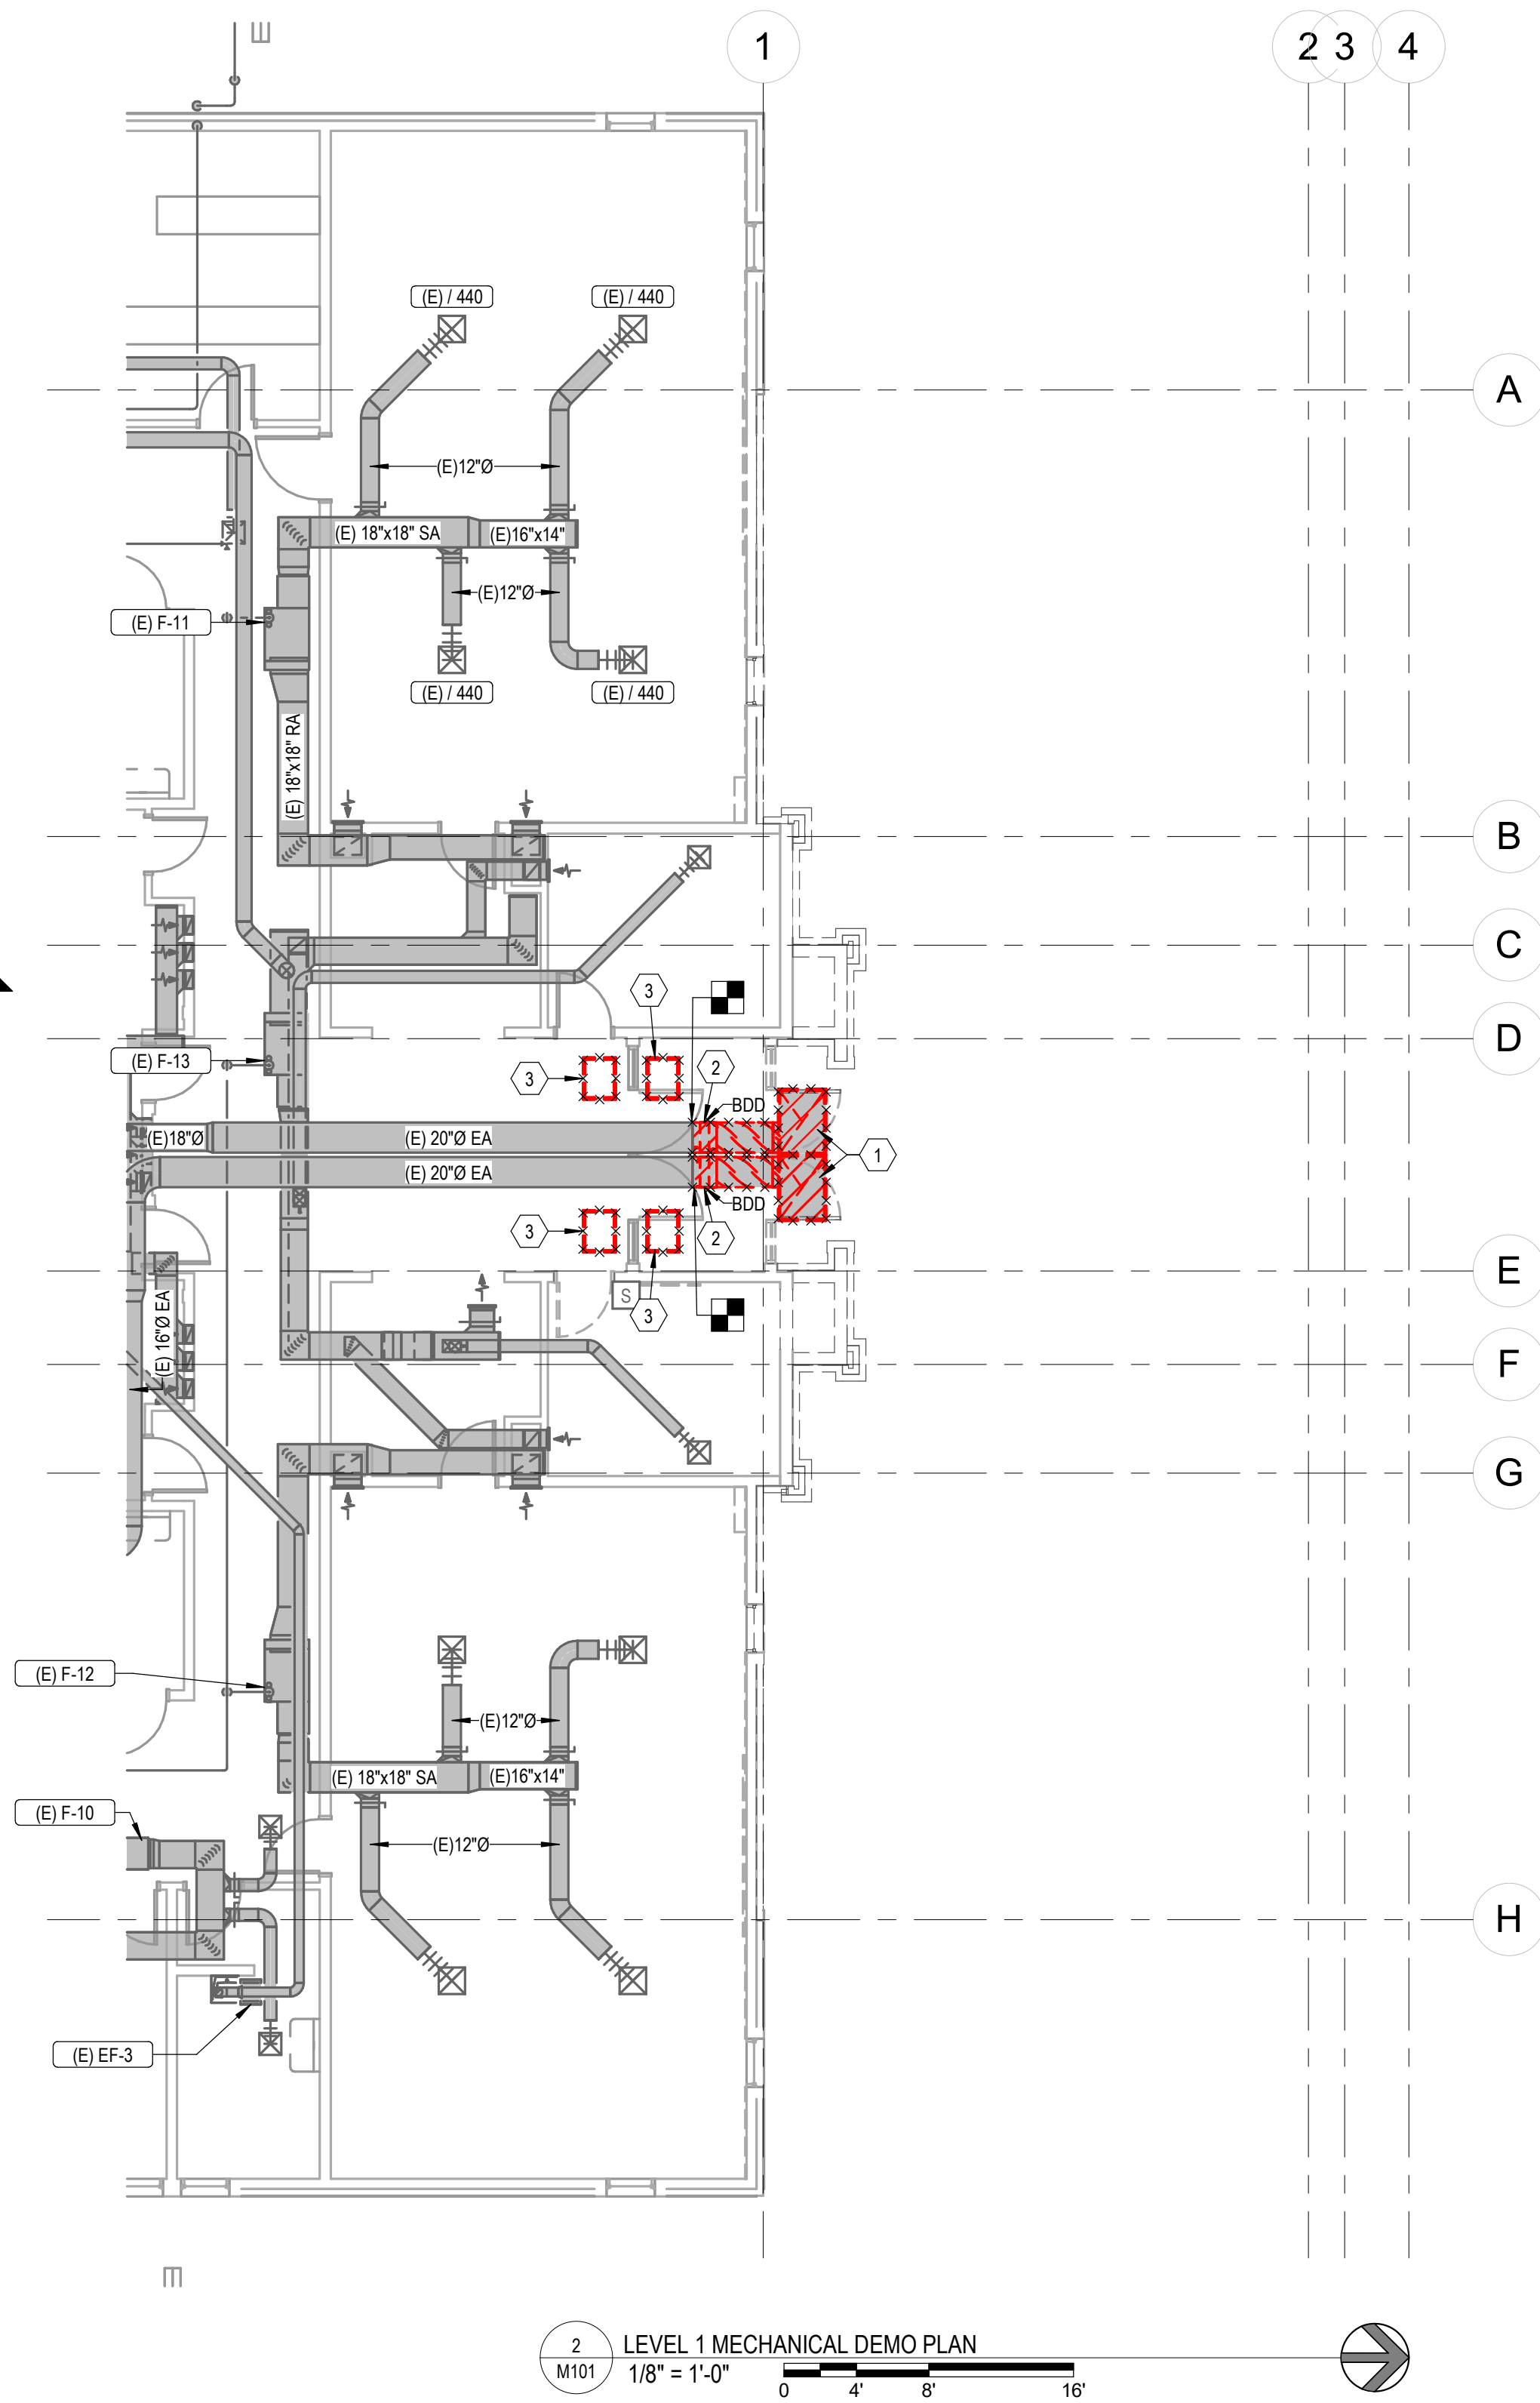 E
1
2
3
4
(E) / 440
(E) / 440
A
(E)12"Ø
(E) 18"x18" SA
(E)16"x14"
(E)12"Ø
(E) F-11
(E) / 440
(E) / 440
(E) 18"x18" RA
B
C
3
D
(E) F-13
3
2
BDD
(E)18"Ø
(E) 20"Ø EA
1
(E) 20"Ø EA
BDD
3
2
E
S
3
(E) 16"Ø EA
F
G
(E) F-12
(E)12"Ø
(E) 18"x18" SA
(E)16"x14"
(E) F-10
(E)12"Ø
H
(E) EF-3
E
2
M101
LEVEL 1 MECHANICAL DEMO PLAN
1/8" = 1'-0"
0
4'
8'
16'